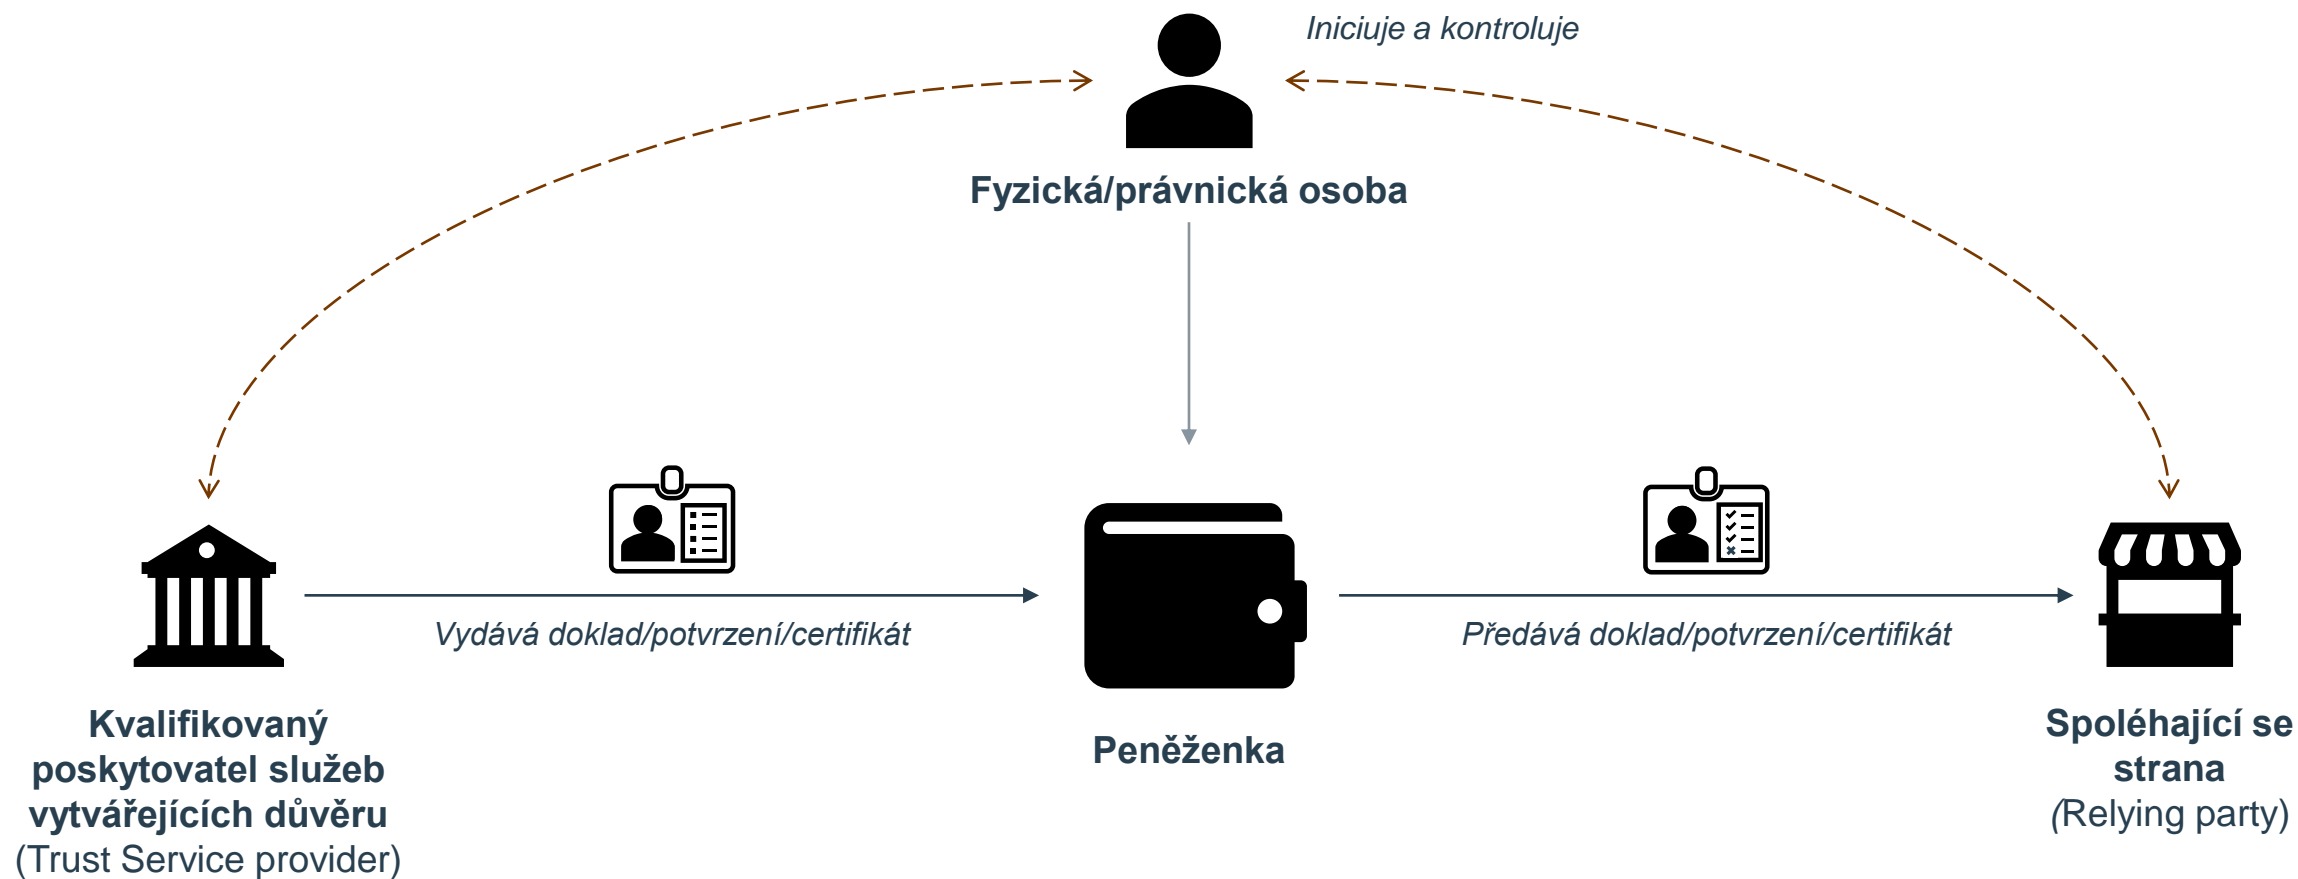 Iniciuje a kontroluje
Fyzická/právnická osoba
Vydává doklad/potvrzení/certifikát
Předává doklad/potvrzení/certifikát
Kvalifikovaný
poskytovatel služeb
vytvářejících důvěru
(Trust Service provider)
Peněženka
Spoléhající se
strana
(Relying party)